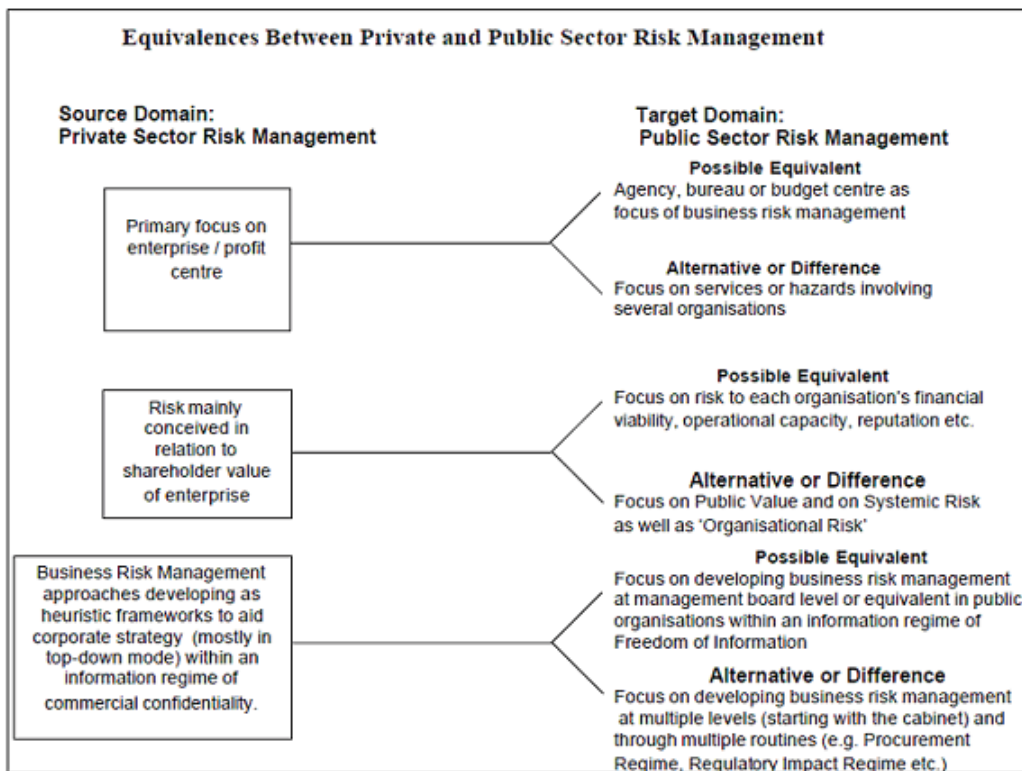 Equivalences Between Private and Public Sector Risk Management
Source Domain:
Private Sector Risk Management
Target Domain:
Public Sector Risk Management
Primary focus on
enterprise / profit
centre
Possible Equivalent
Agency, bureau or budget centre as
focus of business risk management
Alternative or Difference
Focus on services or hazards involving
several organisations
Risk mainly
conceived in
relation to
shareholder value
of enterprise
Possible Equivalent
Focus on risk to each organisation's financial
viability, operational capacity, reputation etc.
Alternative or Difference
Focus on Public Value and on Systemic Risk
as well as 'Organisational Risk'
Business Risk Management
approaches developing as
heuristic frameworks to aid
corporate strategy (mostly in
top-down mode) within an
information regime of
commercial confidentiality.
Possible Equivalent
Focus on developing business risk management
at management board level or equivalent in public
organisations within an information regime of
Freedom of Information
Alternative or Difference
Focus on developing business risk management
at multiple levels (starting with the cabinet) and
through multiple routines (e.g. Procurement
Regime, Regulatory Impact Regime etc.)